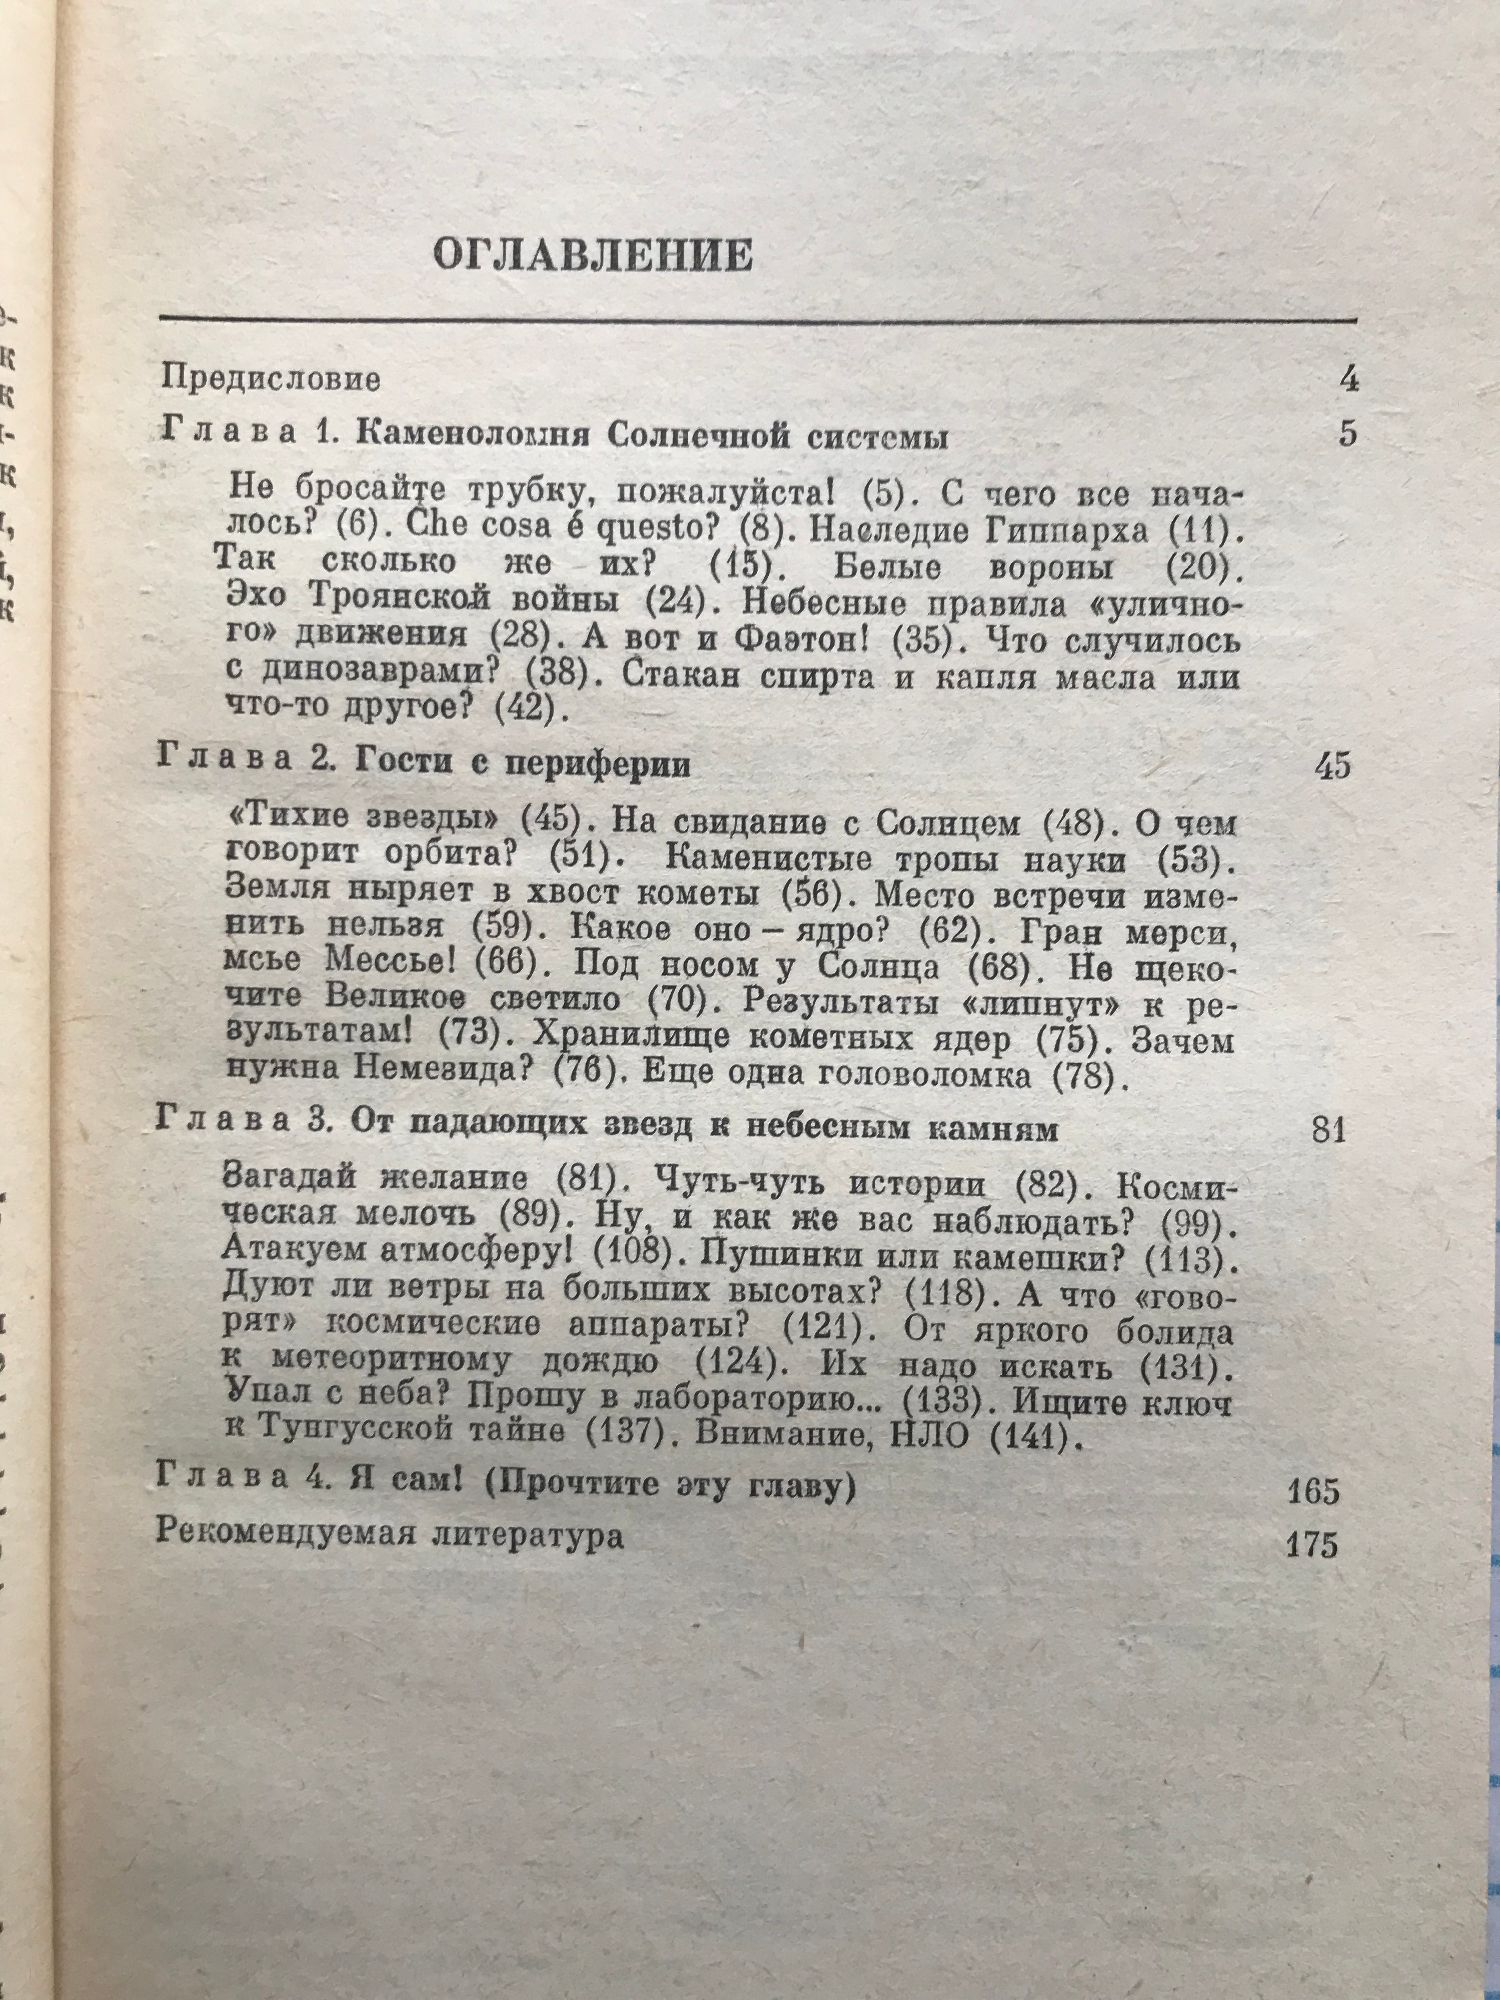 ОГЛАВЛЕНИЕ
Предисловие 4
Глава 1. Каменоломня Солнечной системы 5
Не бросайте трубку, пожалуйста! (5). С чего все нача-
лось? (6). Che cosa é questo? (8). Наследие Гиппарха (11).
Так сколько же их? (15). Белые вороны (20).
Эхо Троянской войны (24). Небесные правила «улично-
го» движения (28). А вот и Фаэтон! (35). Что случилось
с динозаврами? (38). Стакан спирта и капля масла или
что-то другое? (42).
Глава 2. Гости с периферии 45
«Тихие звезды» (45). На свидание с Солнцем (48). О чем
говорит орбита? (51). Каменистые тропы науки (53).
Земля ныряет в хвост кометы (56). Место встречи изме-
нить нельзя (59). Какое оно — ядро? (62). Гран мерси,
мсье Мессье! (66). Под носом у Солнца (68). Не щеко-
чите Великое светило (70). Результаты «липнут» к ре-
зультатам! (73). Хранилище кометных ядер (75). Зачем
нужна Немезида? (76). Еще одна головоломка (78).
Глава 3. От падающих звезд к небесным камням 81
Загадай желание (81). Чуть-чуть истории (82). Косми-
ческая мелочь (89). Ну, и как же вас наблюдать? (99).
Атакуем атмосферу! (108). Пушинки или камешки? (113).
Дуют ли ветры на больших высотах? (118). А что «гово-
рят» космические аппараты? (121). От яркого болида
к метеоритному дождю (124). Их надо искать (131).
Упал с неба? Прошу в лабораторию... (133). Ищите ключ
к Тунгусской тайне (137). Внимание, НЛО (141).
Глава 4. Я сам! (Прочтите эту главу) 165
Рекомендуемая литература 175